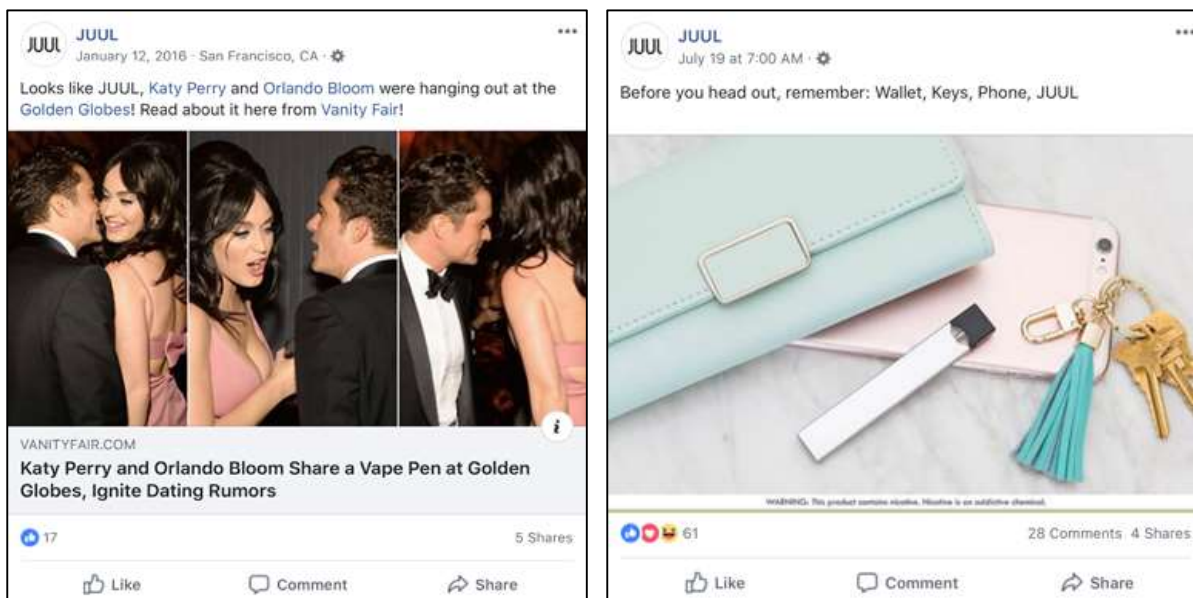 JUUL
JUUL
January 12, 2016 · San Francisco, CA ·
Looks like JUUL, Katy Perry and Orlando Bloom were hanging out at the
Golden Globes! Read about it here from Vanity Fair!
VANITYFAIR.COM
Katy Perry and Orlando Bloom Share a Vape Pen at Golden
Globes, Ignite Dating Rumors
17
5 Shares
Like Comment Share
JUUL
JUUL
July 19 at 7:00 AM ·
Before you head out, remember: Wallet, Keys, Phone, JUUL
WARNING: This product contains nicotine. Nicotine is an addictive chemical.
61
28 Comments 4 Shares
Like Comment Share